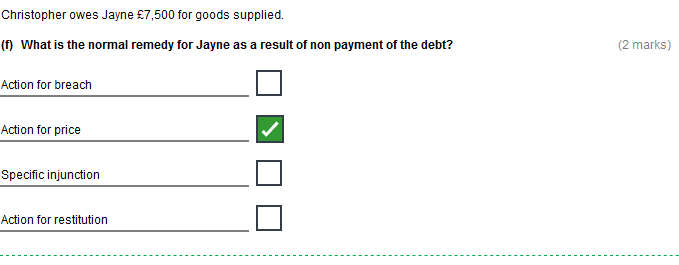 Christopher owes Jayne £7,500 for goods supplied.
(f) What is the normal remedy for Jayne as a result of non payment of the debt? (2 marks)
Action for breach
Action for price
Specific injunction
Action for restitution